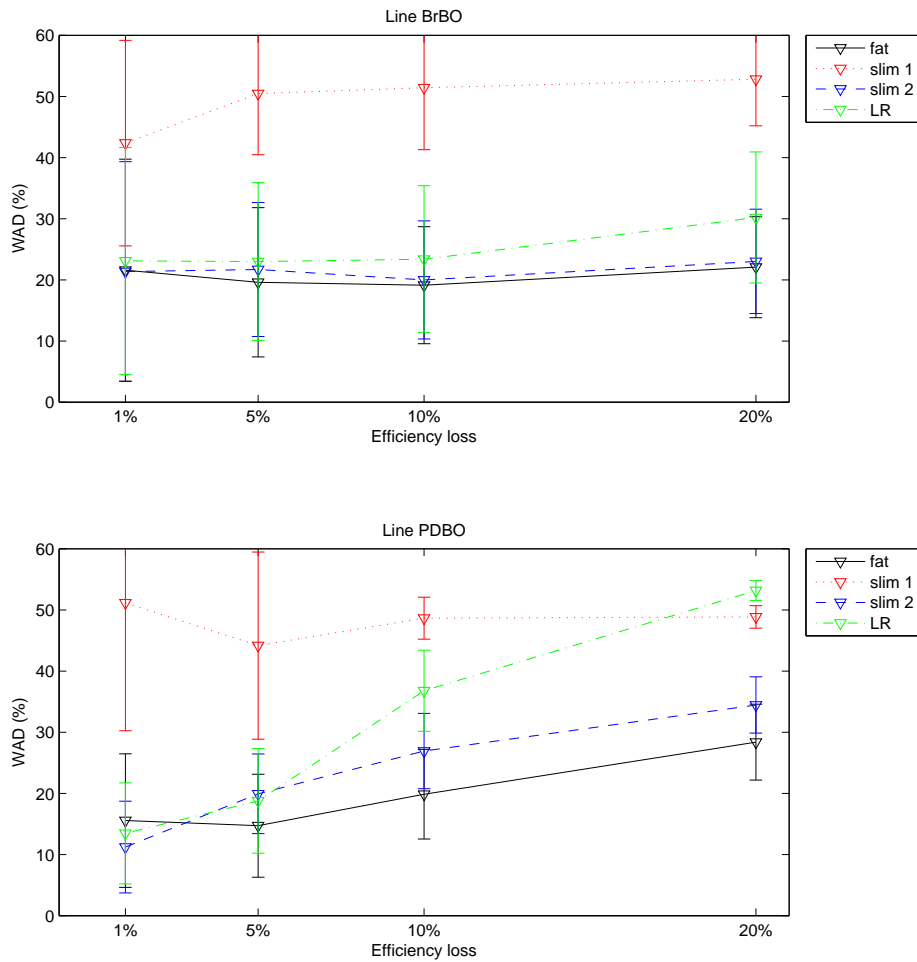 Line BrBO
60
50
40
30
20
10
0
WAD (%)
1% 5% 10% 20%
Efficiency loss
fat
slim 1
slim 2
LR
Line PDBO
60
50
40
30
20
10
0
WAD (%)
1% 5% 10% 20%
Efficiency loss
fat
slim 1
slim 2
LR